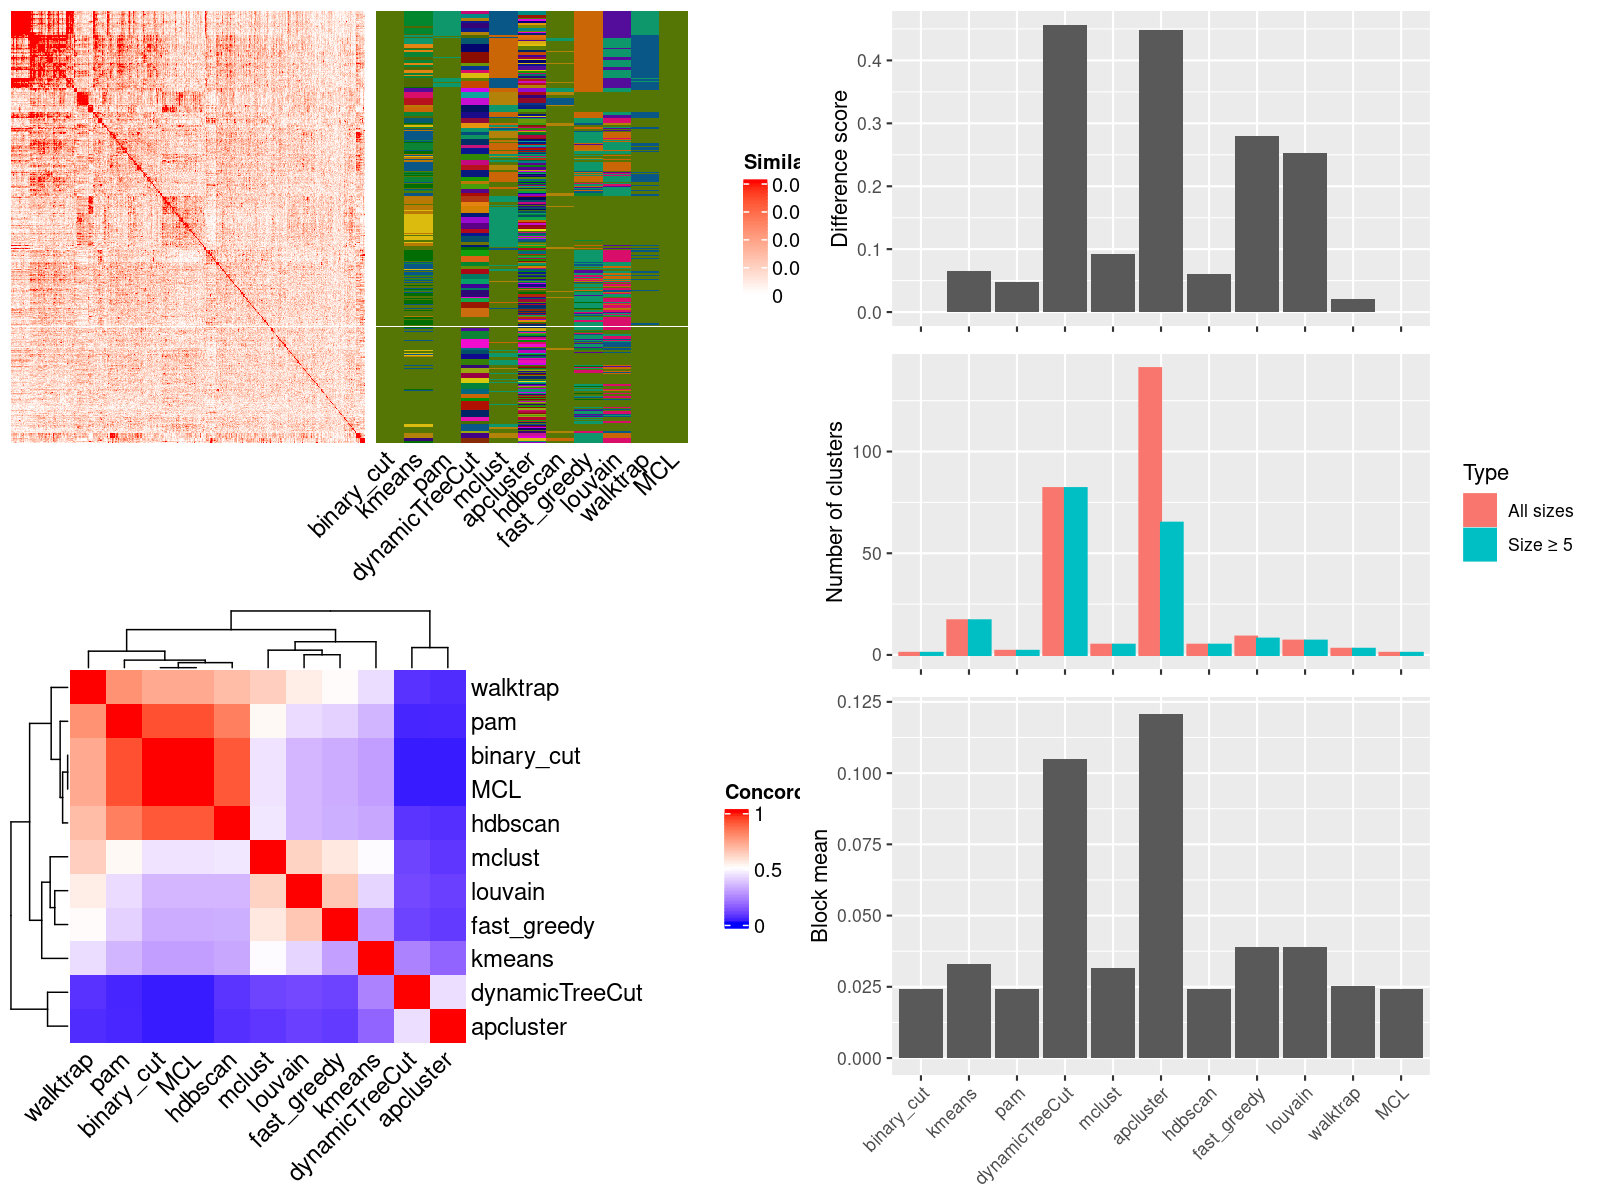 Simila
0.0
0.0
0.0
0.0
0
binary_cut
kmeans
pam
dynamicTreeCut
mclust
apcluster
hdbscan
fast_greedy
louvain
walktrap
MCL
walktrap
pam
binary_cut
MCL
hdbscan
mclust
louvain
fast_greedy
kmeans
dynamicTreeCut
apcluster
walktrap
pam
binary_cut
MCL
hdbscan
mclust
louvain
fast_greedy
kmeans
dynamicTreeCut
apcluster
Concord
1
0.5
0
Difference score
0.4
0.3
0.2
0.1
0.0
Number of clusters
100
50
0
Type
All sizes
Size ≥ 5
Block mean
0.125
0.100
0.075
0.050
0.025
0.000
binary_cut
kmeans
pam
dynamicTreeCut
mclust
apcluster
hdbscan
fast_greedy
louvain
walktrap
MCL